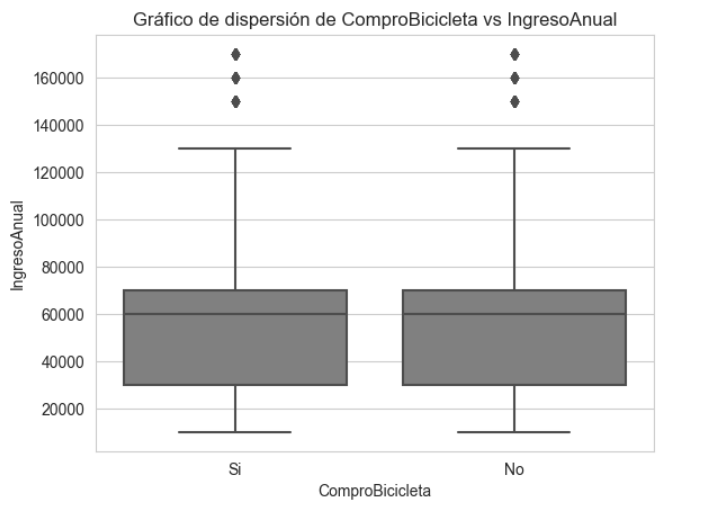 Gráfico de dispersión de ComproBicicleta vs IngresoAnual
160000
140000
120000
100000
80000
60000
40000
20000
IngresoAnual
Si No
ComproBicicleta